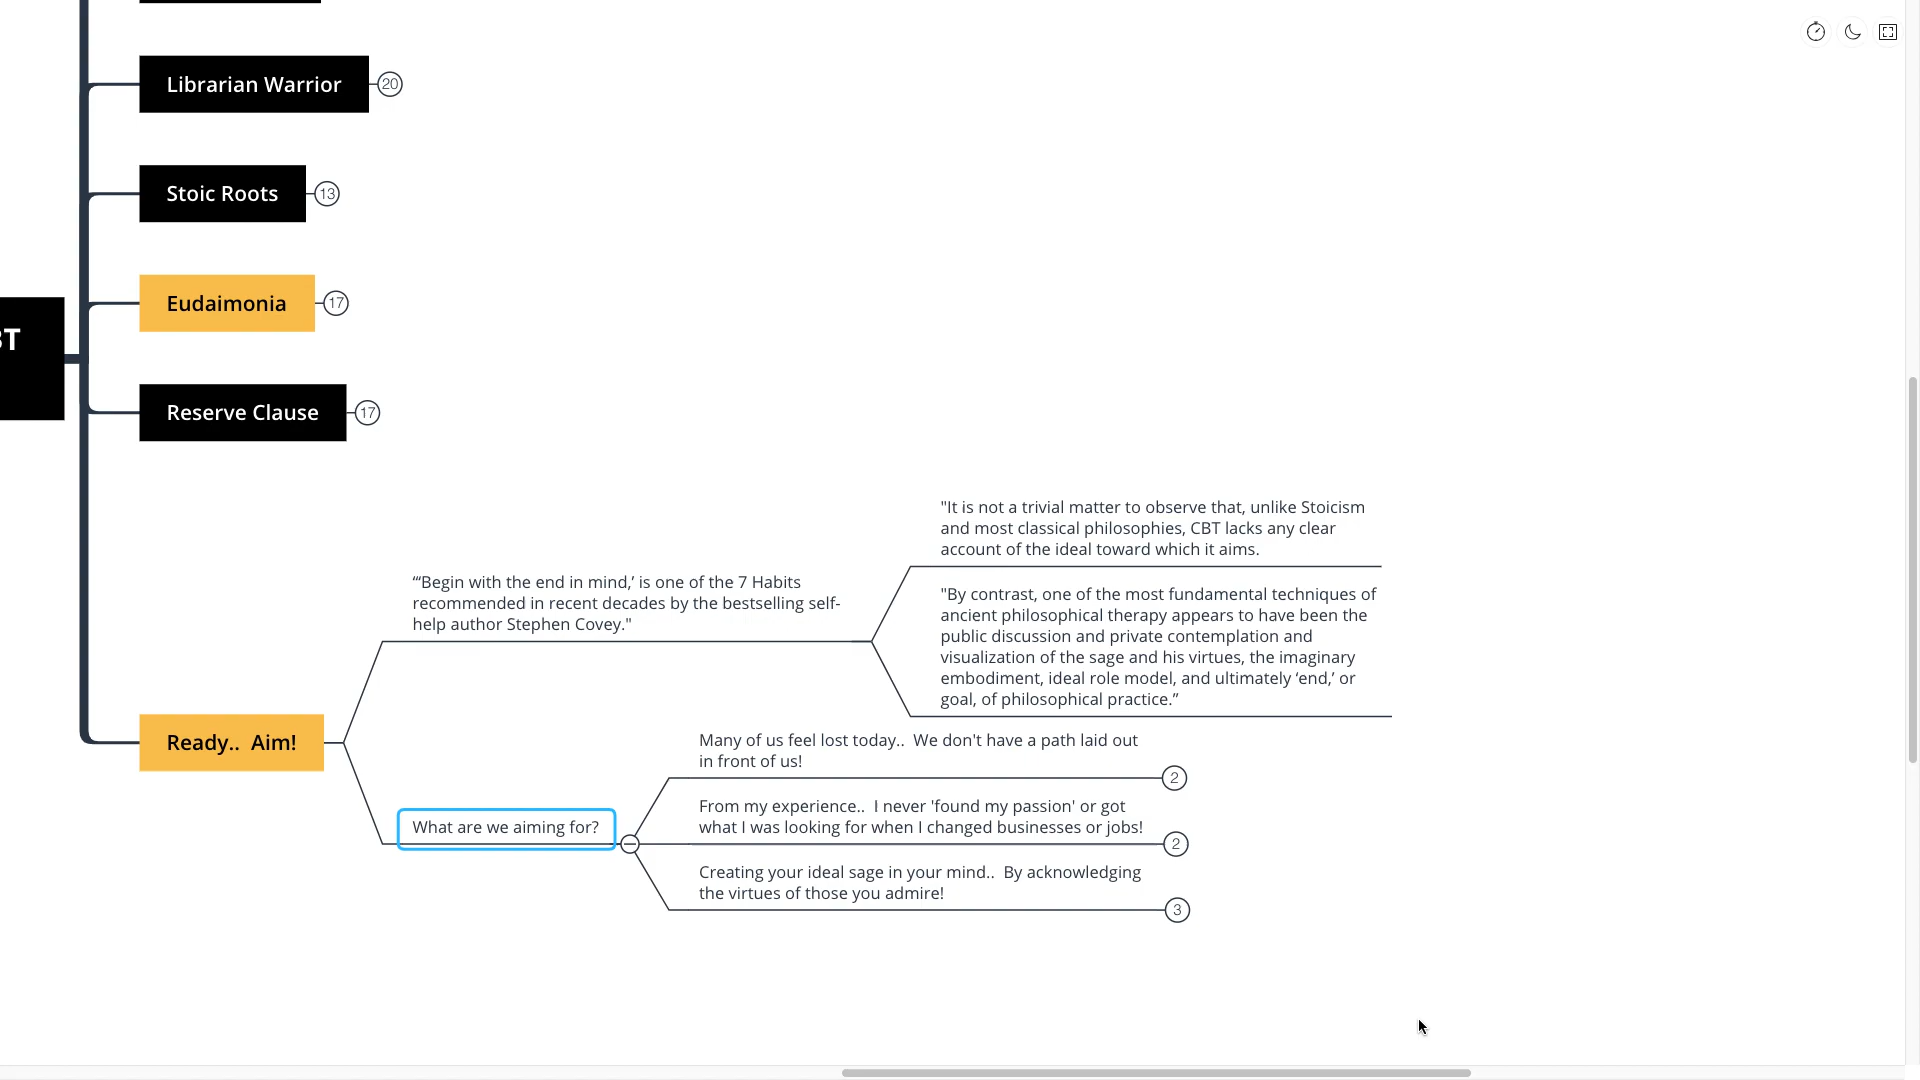 Librarian Warrior
20
Stoic Roots
13
Eudaimonia
17
BT
Reserve Clause
17
"It is not a trivial matter to observe that, unlike Stoicism
and most classical philosophies, CBT lacks any clear
account of the ideal toward which it aims.
“‘Begin with the end in mind,’ is one of the 7 Habits
recommended in recent decades by the bestselling self-
help author Stephen Covey."
"By contrast, one of the most fundamental techniques of
ancient philosophical therapy appears to have been the
public discussion and private contemplation and
visualization of the sage and his virtues, the imaginary
embodiment, ideal role model, and ultimately ‘end,’ or
goal, of philosophical practice.”
Ready..  Aim!
Many of us feel lost today..  We don't have a path laid out
in front of us!
2
What are we aiming for?
From my experience..  I never 'found my passion' or got
what I was looking for when I changed businesses or jobs!
2
Creating your ideal sage in your mind..  By acknowledging
the virtues of those you admire!
3